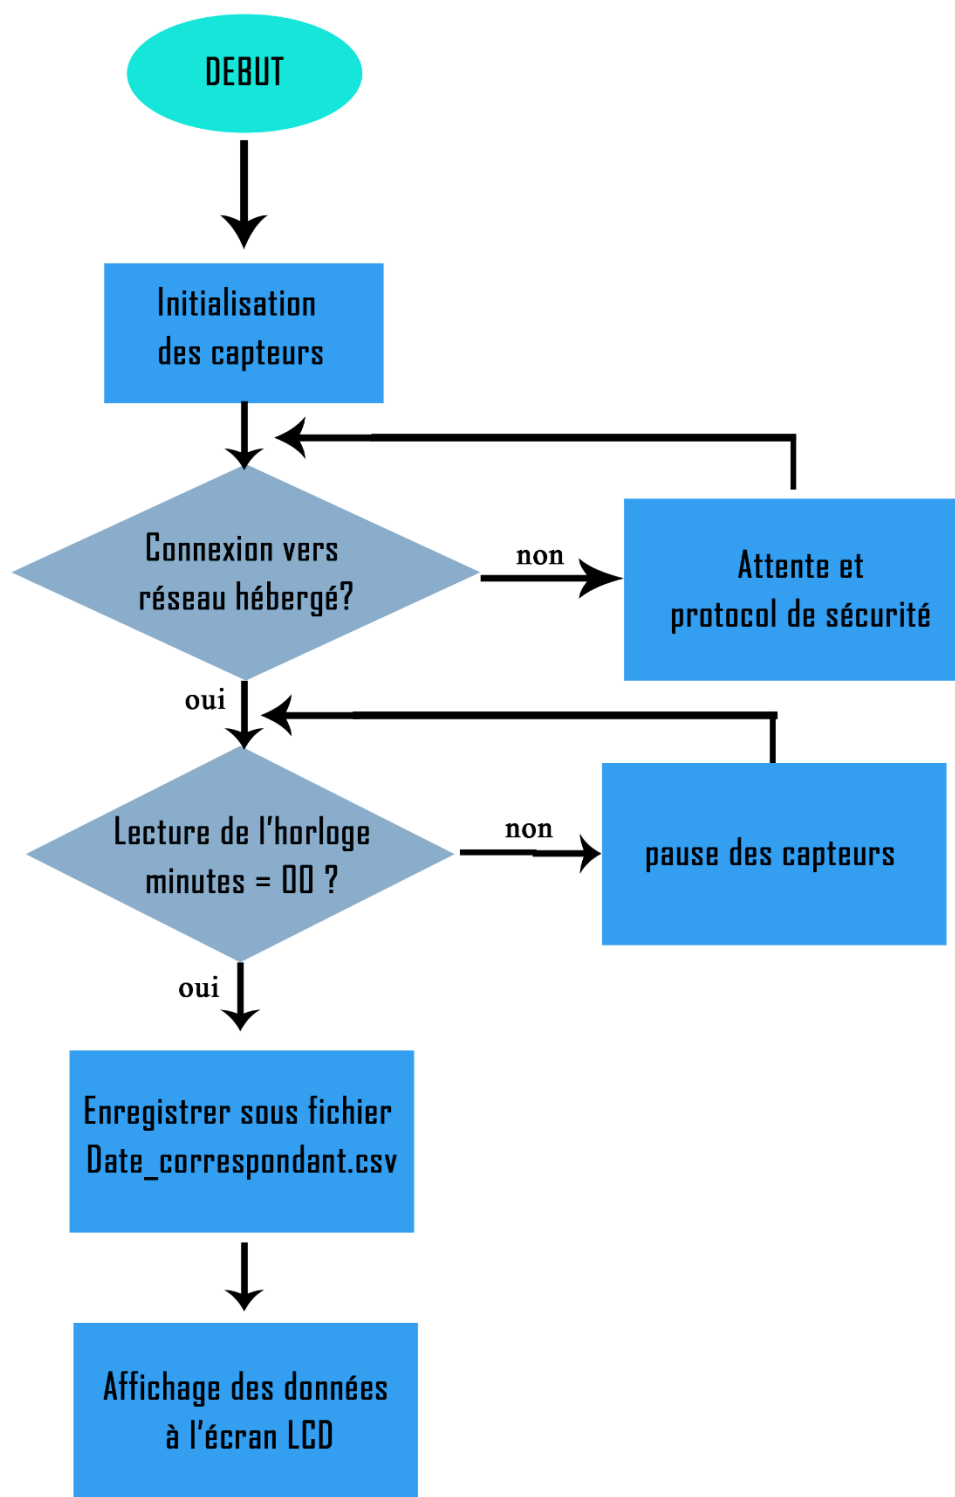 DEBUT
Initialisation
des capteurs
Connexion vers
réseau hébergé?
non
Attente et
protocol de sécurité
oui
Lecture de l'horloge
minutes = 00 ?
non
pause des capteurs
oui
Enregistrer sous fichier
Date_correspondant.csv
Affichage des données
à l'écran LCD